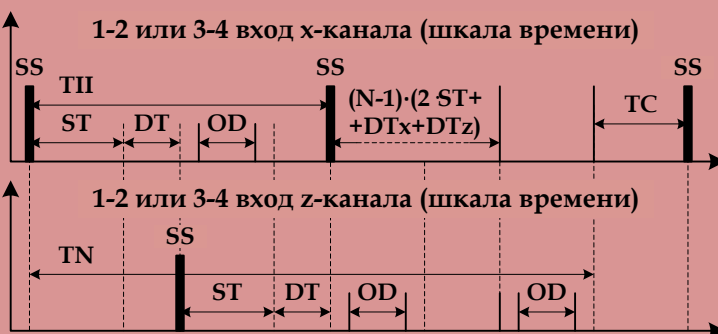 1-2 или 3-4 вход x-канала (шкала времени)
SS SS SS
TII (N-1)·(2·ST+
ST DT OD +DTx+DTz) TC
1-2 или 3-4 вход z-канала (шкала времени)
SS
TN
ST DT OD OD